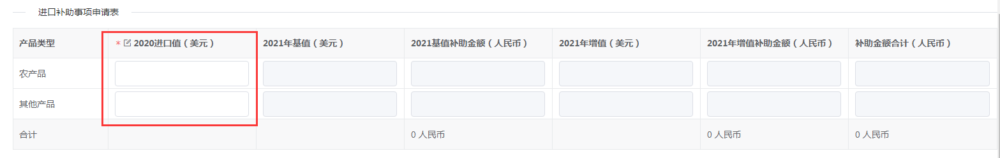 进口补助事项申请表
产品类型 * 2020进口值（美元） 2021年基值（美元） 2021基值补助金额（人民币） 2021年增值（美元） 2021年增值补助金额（人民币） 补助金额合计（人民币）
农产品
其他产品
合计 0 人民币 0 人民币 0 人民币